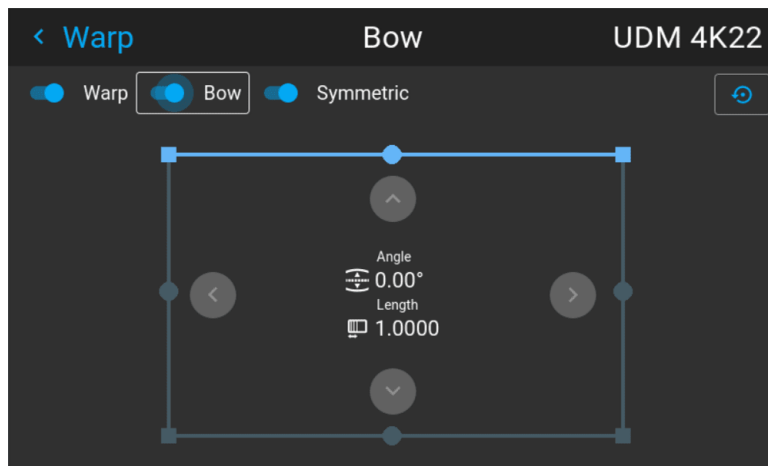 Warp
Bow
UDM 4K22
Warp
Bow
Symmetric
Angle
0.00°
Length
1.0000